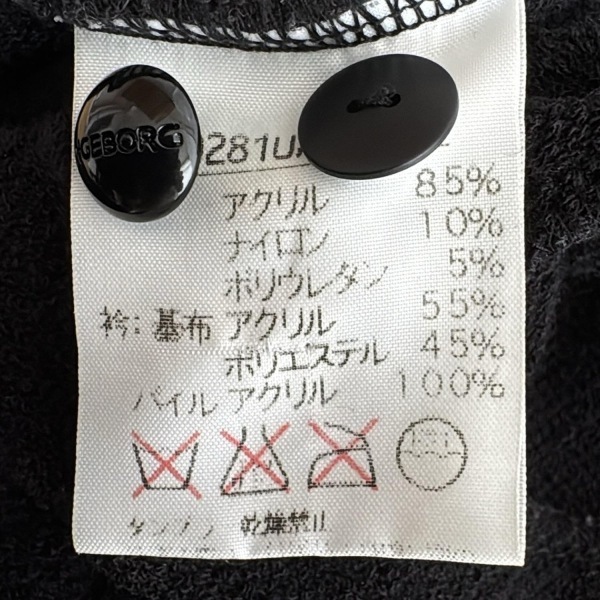 GEBORG
281U
アクリル 85%
ナイロン 10%
ポリウレタン 5%
衿: 基布 アクリル 55%
ポリエステル 45%
パイル アクリル 100%
乾燥禁止